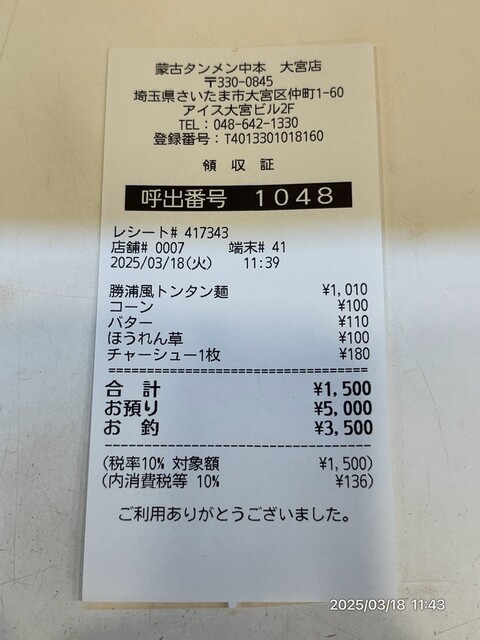 蒙古タンメン中本　大宮店
〒330-0845
埼玉県さいたま市大宮区仲町1-60
アイス大宮ビル2F
TEL：048-642-1330
登録番号：T4013301018160
領 収 証
呼出番号　１０４８
レシート# 417343
店舗# 0007　端末# 41
2025/03/18(火)　11:39
勝浦風トンタン麺　¥1,010
コーン　¥100
バター　¥110
ほうれん草　¥100
チャーシュー1枚　¥180
合　計　¥1,500
お預り　¥5,000
お　釣　¥3,500
(税率10% 対象額　¥1,500)
(内消費税等 10%　¥136)
ご利用ありがとうございました。
2025/03/18 11:43